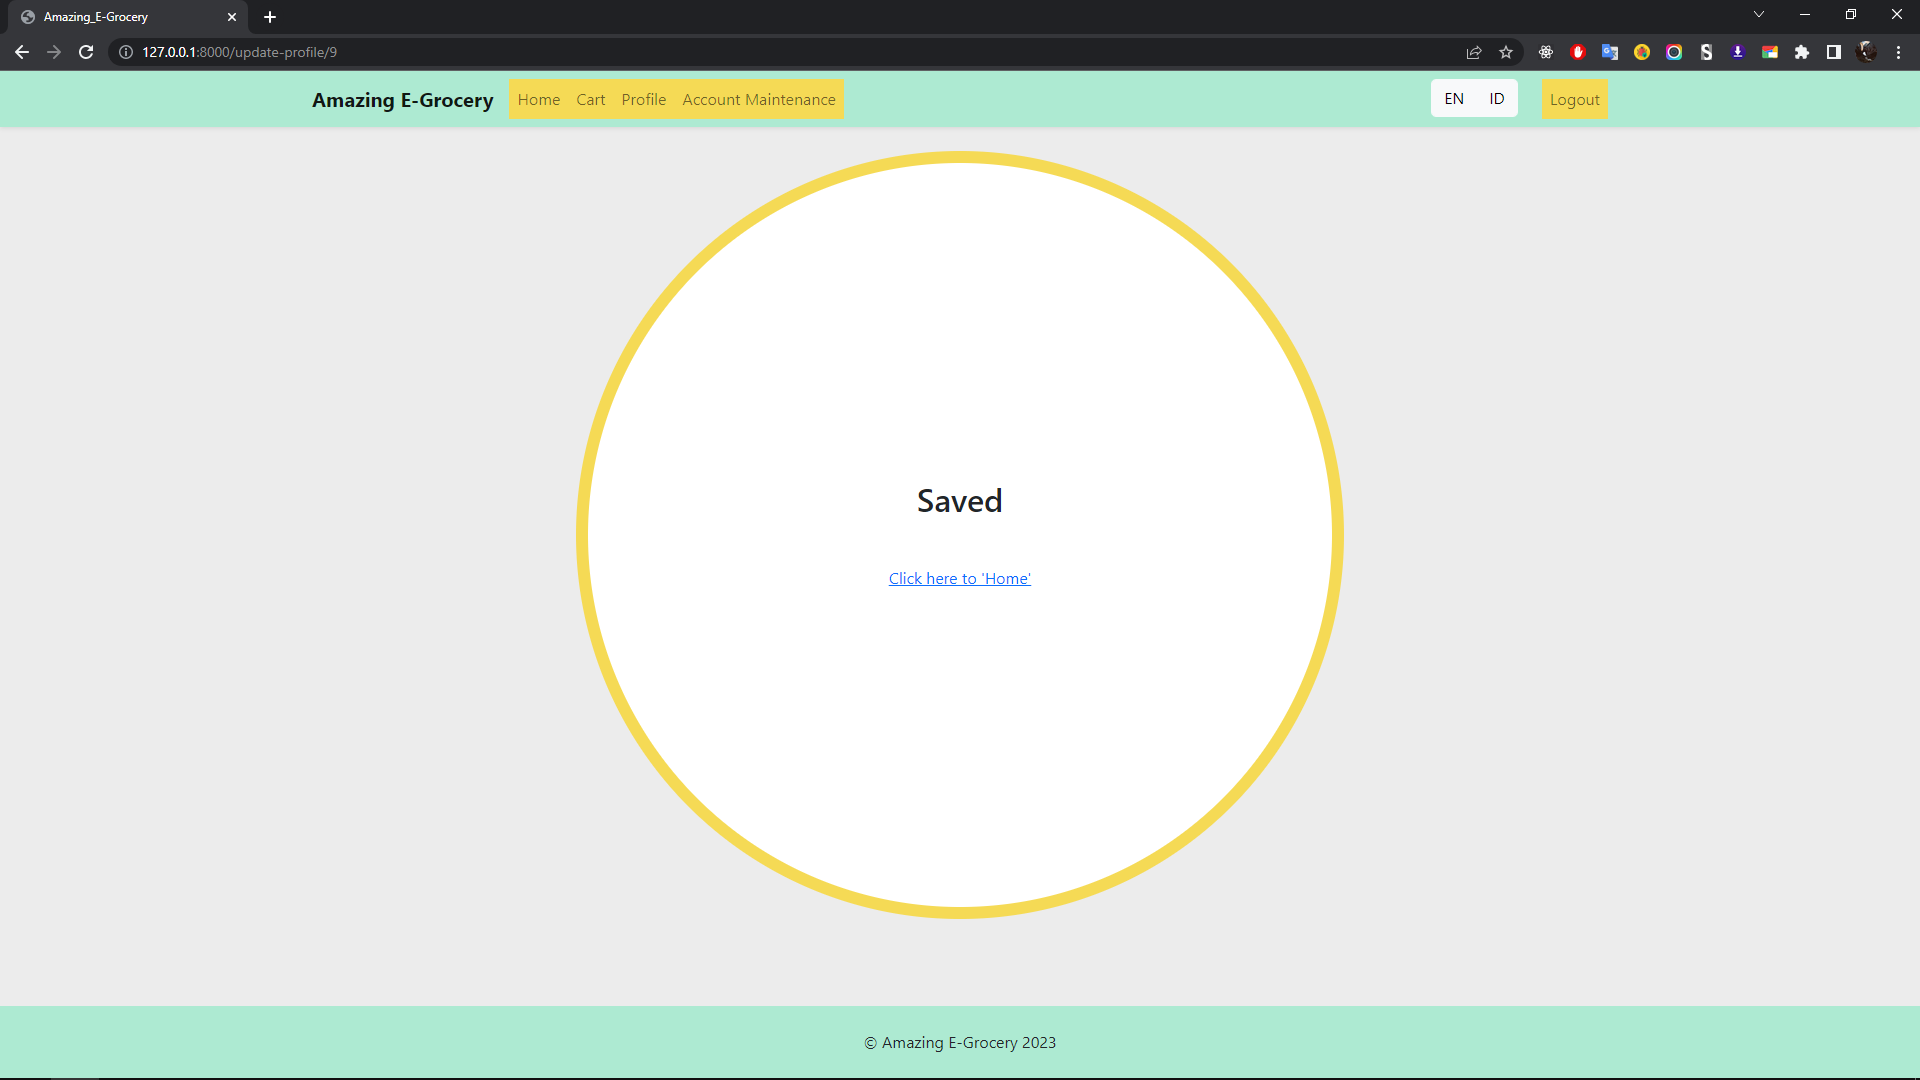 Amazing_E-Grocery
127.0.0.1:8000/update-profile/9
Amazing E-Grocery Home Cart Profile Account Maintenance EN ID Logout
Saved
Click here to 'Home'
© Amazing E-Grocery 2023